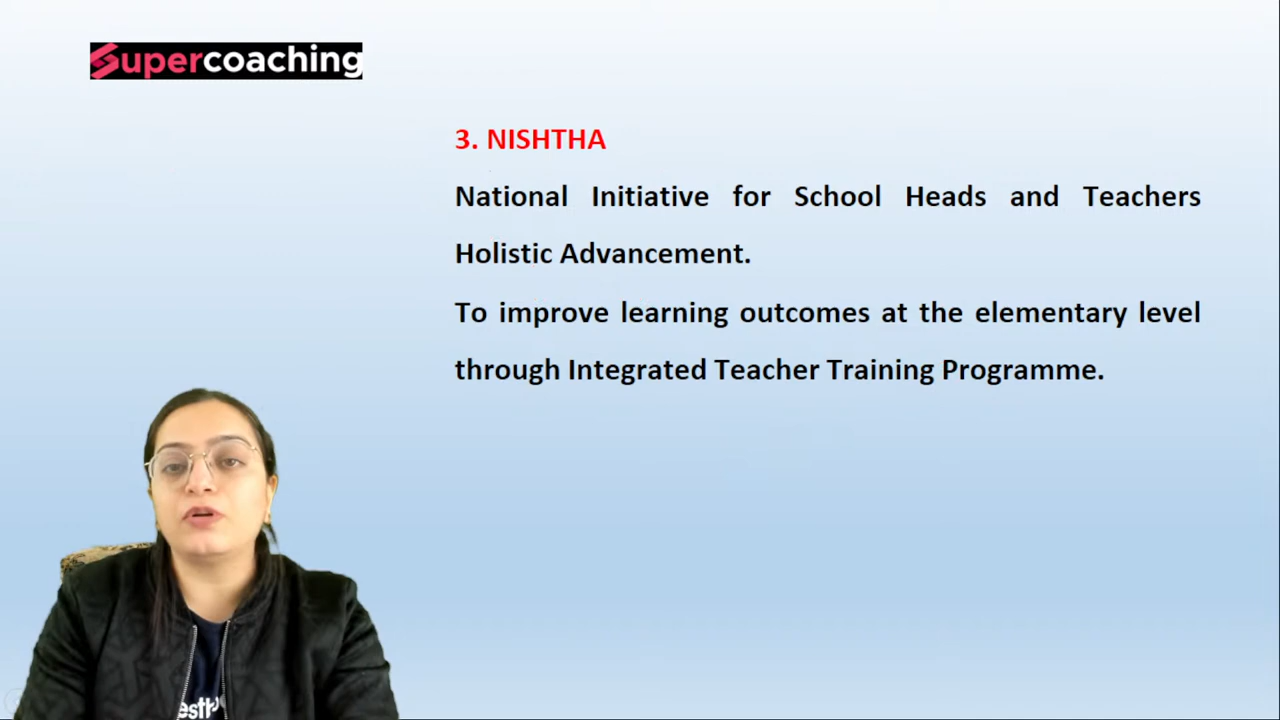 Supercoaching
3. NISHTHA
National Initiative for School Heads and Teachers
Holistic Advancement.
To improve learning outcomes at the elementary level
through Integrated Teacher Training Programme.